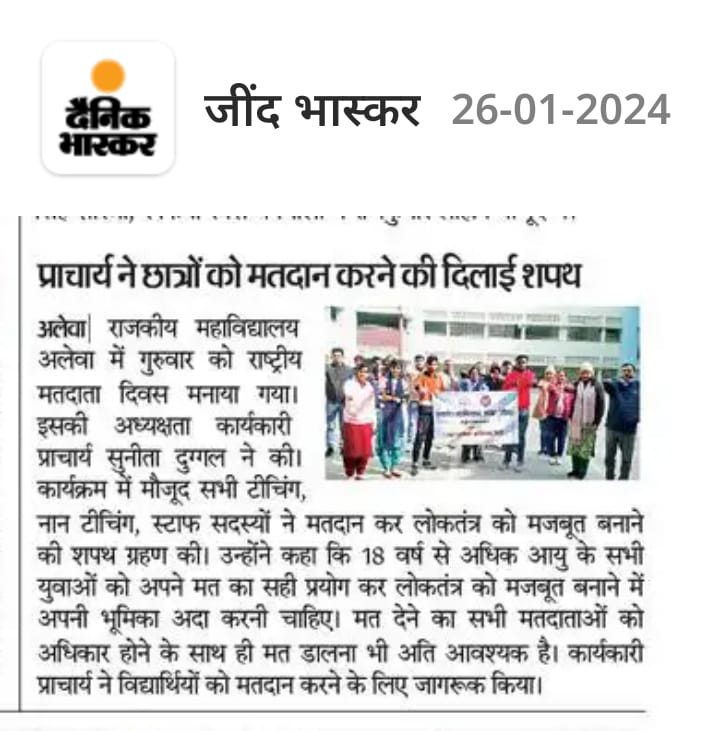 दैनिक
भास्कर
जींद भास्कर 26-01-2024
प्राचार्य ने छात्रों को मतदान करने की दिलाई शपथ
अलेवा| राजकीय महाविद्यालय
अलेवा में गुरुवार को राष्ट्रीय
मतदाता दिवस मनाया गया।
इसकी अध्यक्षता कार्यकारी
प्राचार्य सुनीता दुग्गल ने की।
कार्यक्रम में मौजूद सभी टीचिंग,
नान टीचिंग, स्टाफ सदस्यों ने मतदान कर लोकतंत्र को मजबूत बनाने
की शपथ ग्रहण की। उन्होंने कहा कि 18 वर्ष से अधिक आयु के सभी
युवाओं को अपने मत का सही प्रयोग कर लोकतंत्र को मजबूत बनाने में
अपनी भूमिका अदा करनी चाहिए। मत देने का सभी मतदाताओं को
अधिकार होने के साथ ही मत डालना भी अति आवश्यक है। कार्यकारी
प्राचार्य ने विद्यार्थियों को मतदान करने के लिए जागरूक किया।